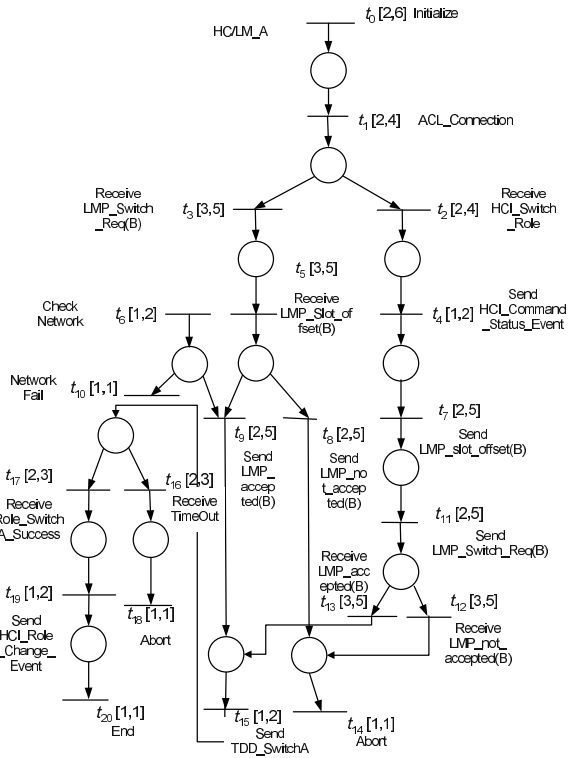 t0 [2,6] Initialize
HC/LM_A
t1 [2,4] ACL_Connection
Receive
LMP_Switch
_Req(B)
t3 [3,5]
t2 [2,4]
Receive
HCI_Switch
_Role
t5 [3,5]
Receive
LMP_Slot_of
fset(B)
Check
Network
t6 [1,2]
t4 [1,2]
Send
HCI_Command
_Status_Event
Network
Fail
t10 [1,1]
t9 [2,5]
Send
LMP_
accep
ted(B)
t8 [2,5]
Send
LMP_no
t_accep
ted(B)
t7 [2,5]
Send
LMP_slot_offset(B)
t17 [2,3]
Receive
Role_Switch
A_Success
t16 [2,3]
Receive
TimeOut
t11 [2,5]
Send
LMP_Switch_Req(B)
Receive
LMP_acc
epted(B)
t13 [3,5]
t12 [3,5]
Receive
LMP_not_
accepted(B)
t19 [1,2]
Send
HCI_Role
_Change_
Event
t18 [1,1]
Abort
t20 [1,1]
End
t15 [1,2]
Send
TDD_SwitchA
t14 [1,1]
Abort